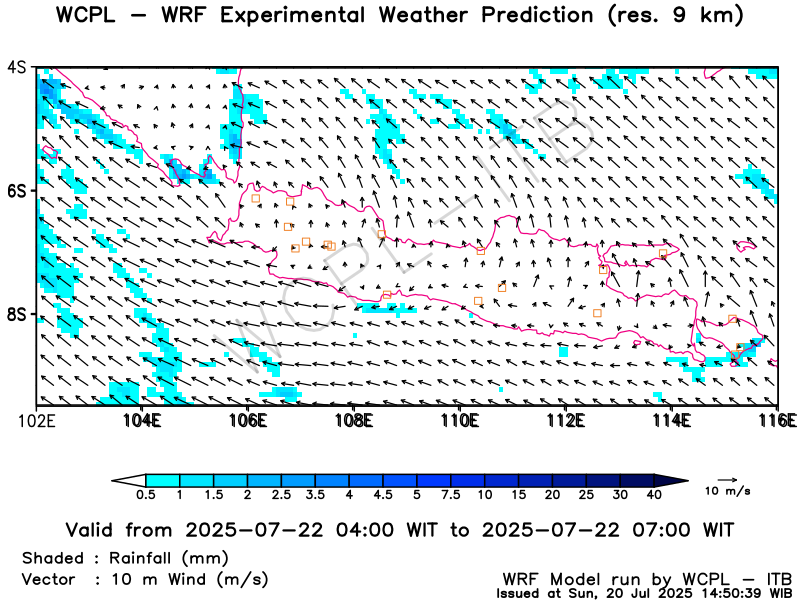 WCPL – WRF Experimental Weather Prediction (res. 9 km)
4S
6S
8S
WCPL-ITB
102E 104E 106E 108E 110E 112E 114E 116E
0.5 1 1.5 2 2.5 3.5 4 4.5 5 7.5 10 15 20 25 30 40
10 m/s
Valid from 2025-07-22 04:00 WIT to 2025-07-22 07:00 WIT
Shaded : Rainfall (mm)
Vector : 10 m Wind (m/s)
WRF Model run by WCPL – ITB
Issued at Sun, 20 Jul 2025 14:50:39 WIB